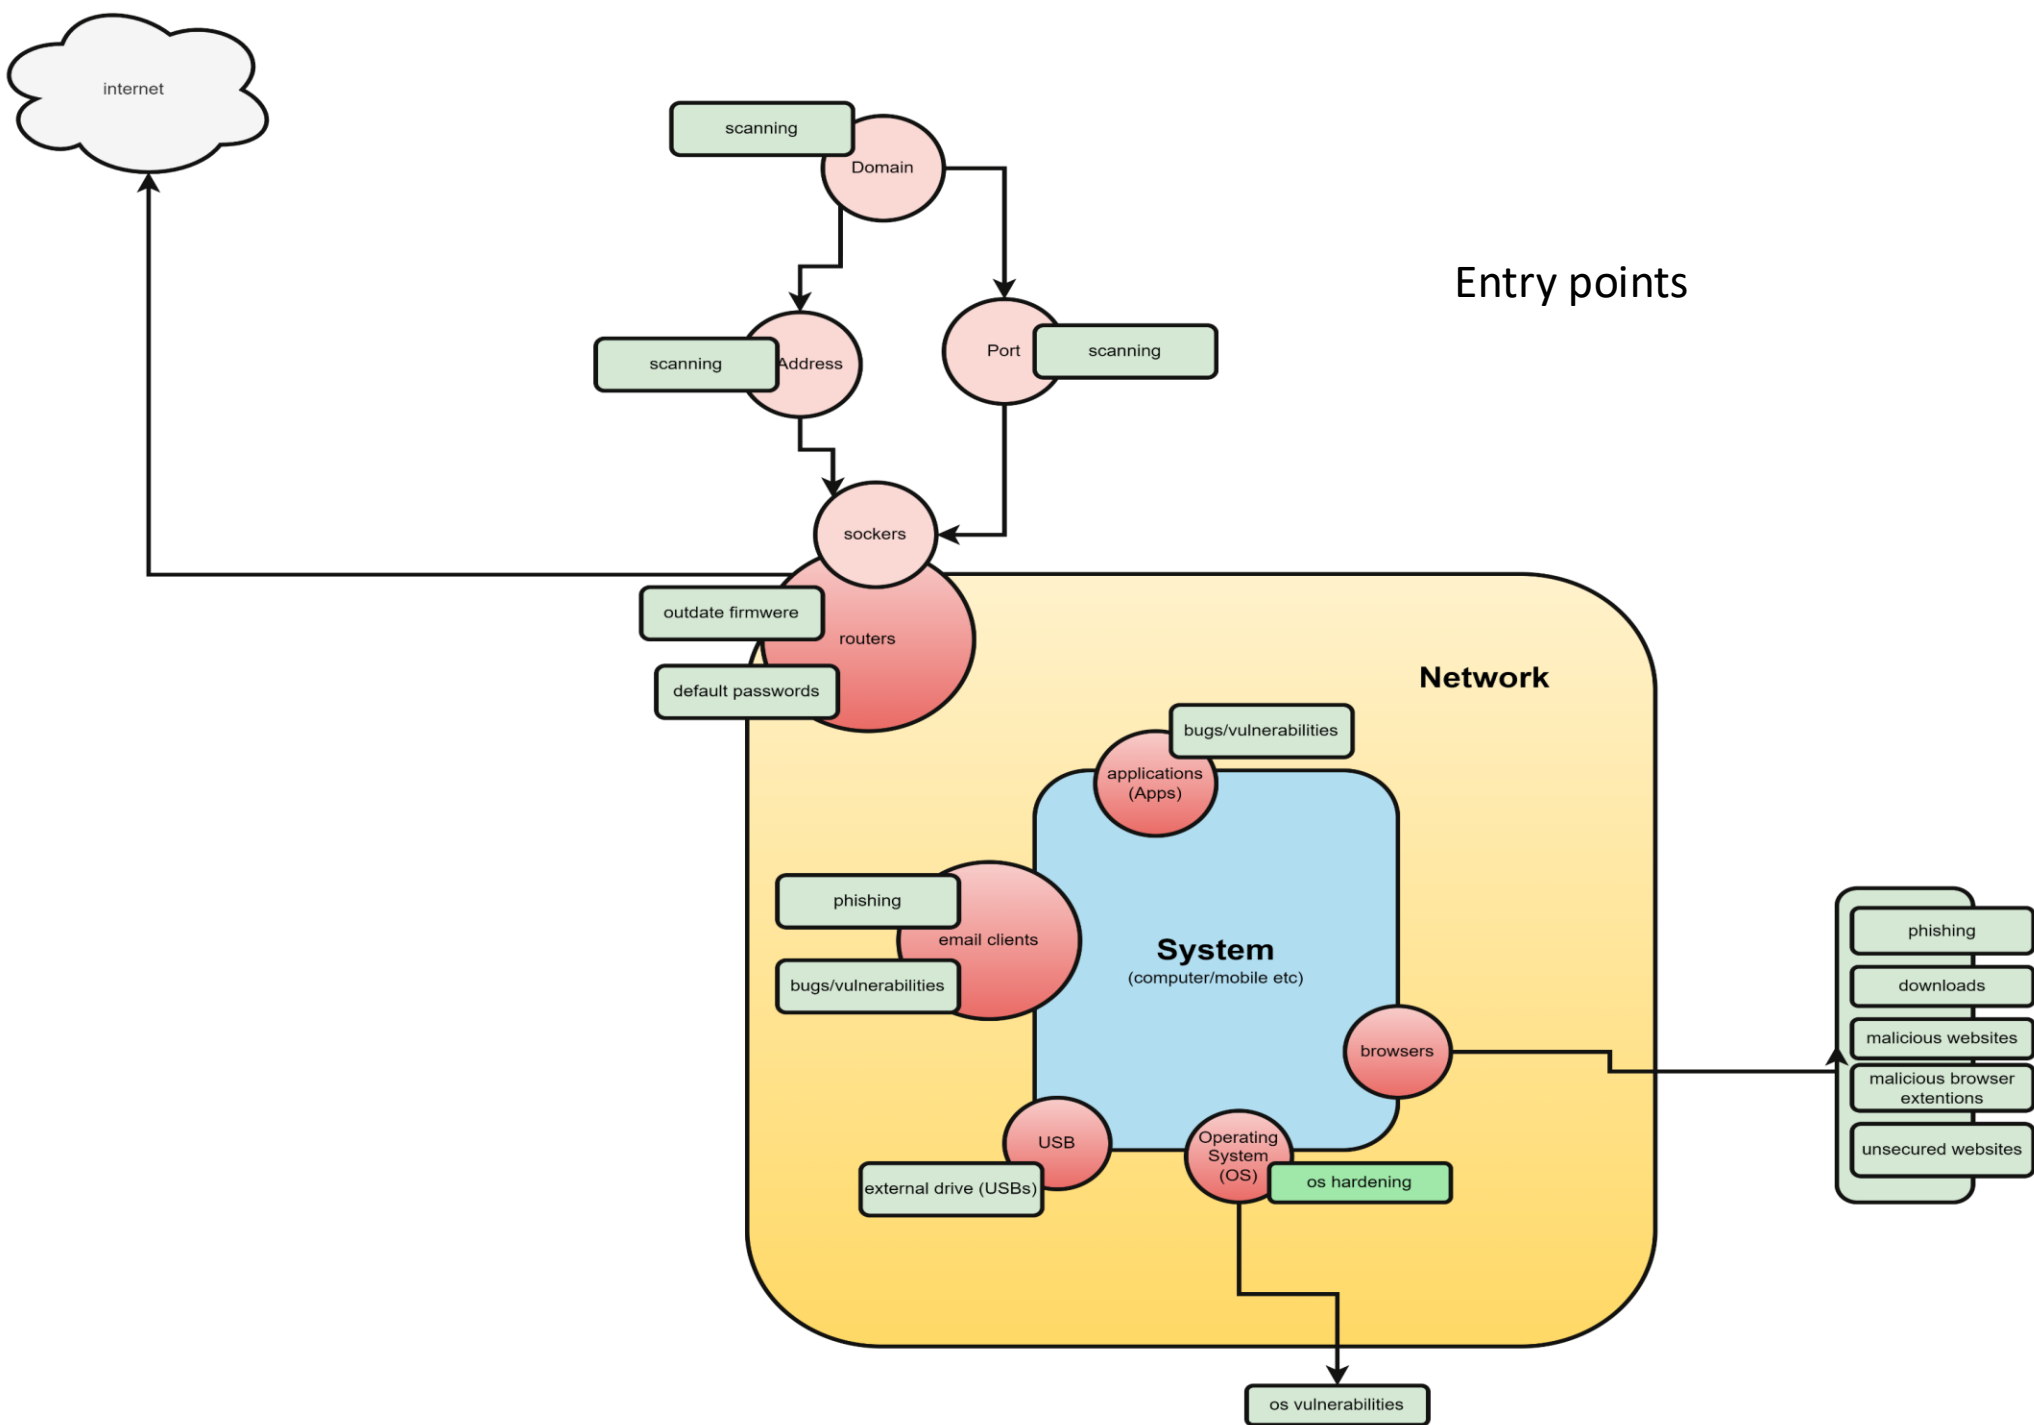 internet
scanning
Domain
Entry points
scanning
Address
Port
scanning
sockers
outdate firmwere
routers
default passwords
Network
bugs/vulnerabilities
applications
(Apps)
phishing
email clients
bugs/vulnerabilities
System
(computer/mobile etc)
browsers
phishing
downloads
malicious websites
malicious browser
extentions
unsecured websites
USB
external drive (USBs)
Operating
System
(OS)
os hardening
os vulnerabilities